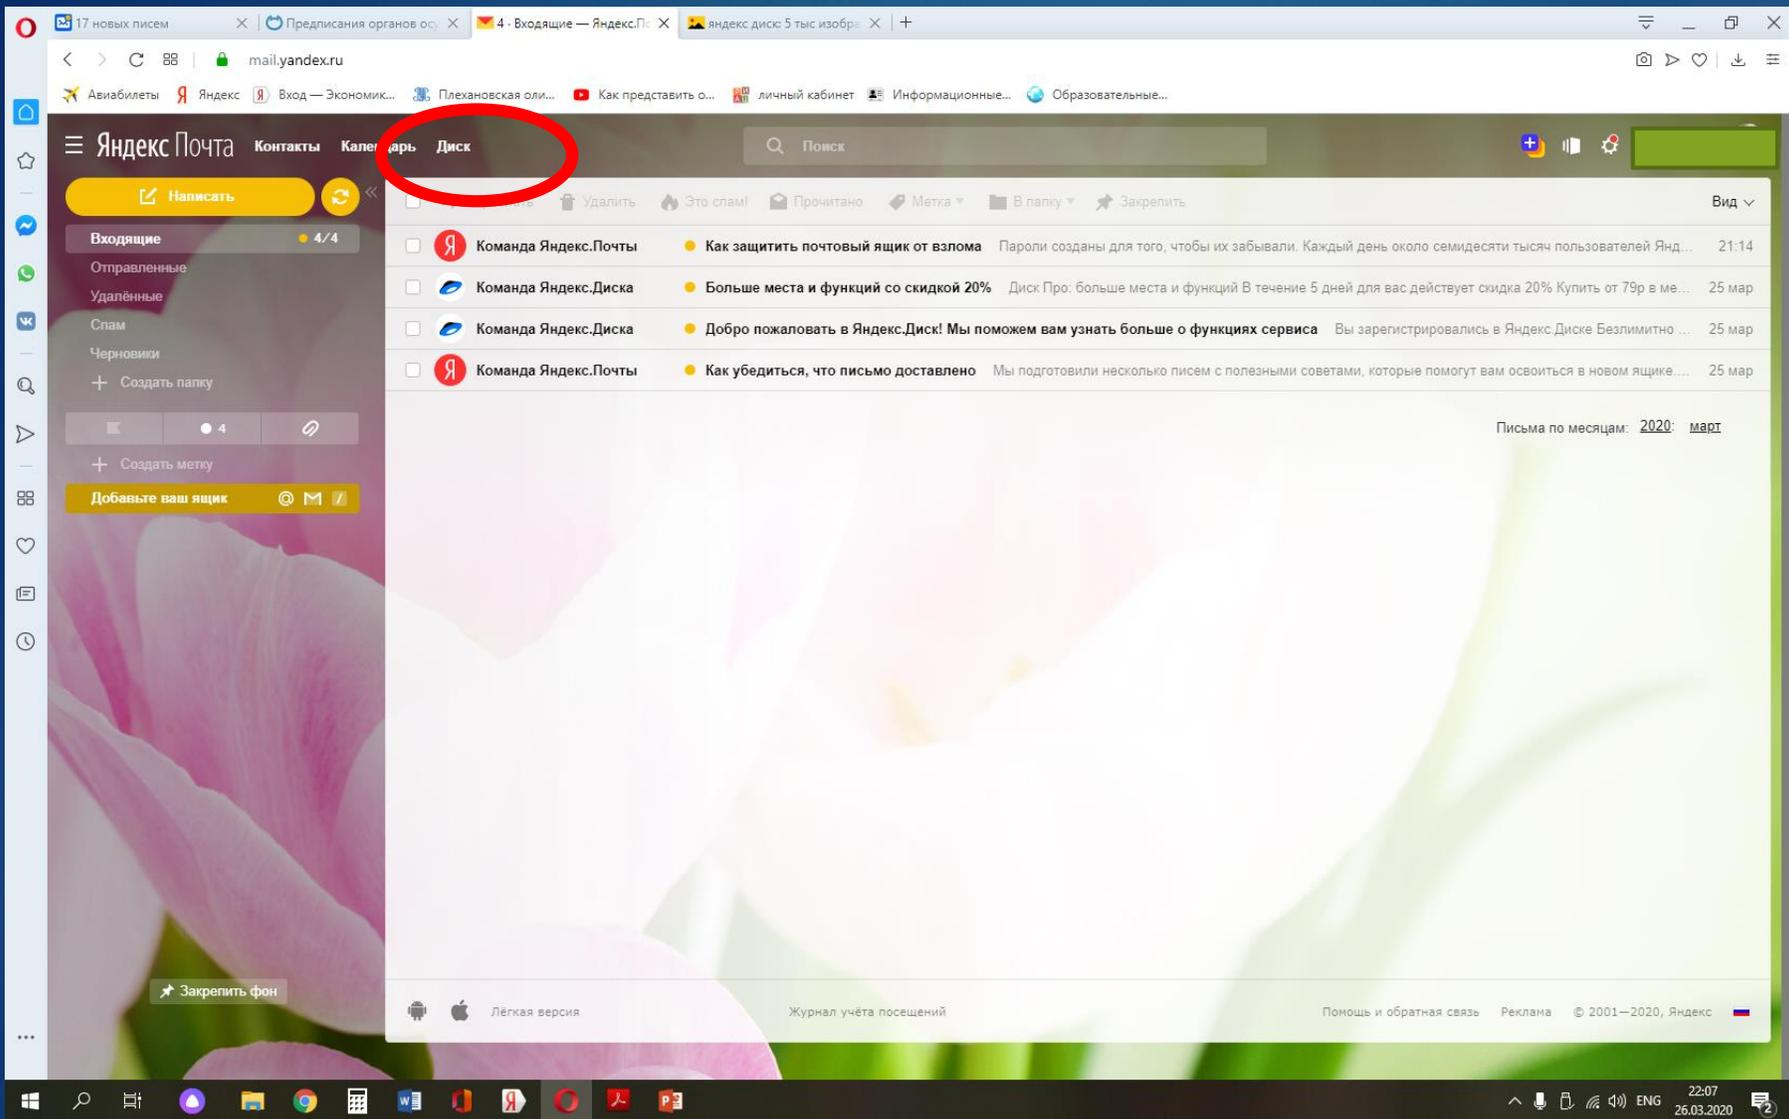 17 новых писем
Предписания органов осу
4 · Входящие — Яндекс.По
яндекс диск: 5 тыс изобра
mail.yandex.ru
Авиабилеты Яндекс Вход — Экономик... Плехановская оли... Как представить о... личный кабинет Информационные... Образовательные...
Яндекс Почта Контакты Календарь Диск Поиск
Написать
Удалить Это спам! Прочитано Метка В папку Закрепить Вид
Входящие 4/4
Отправленные
Удалённые
Спам
Черновики
Создать папку
4
Создать метку
Добавьте ваш ящик
Команда Яндекс.Почты Как защитить почтовый ящик от взлома Пароли созданы для того, чтобы их забывали. Каждый день около семидесяти тысяч пользователей Янд... 21:14
Команда Яндекс.Диска Больше места и функций со скидкой 20% Диск Про: больше места и функций В течение 5 дней для вас действует скидка 20% Купить от 79р в ме... 25 мар
Команда Яндекс.Диска Добро пожаловать в Яндекс.Диск! Мы поможем вам узнать больше о функциях сервиса Вы зарегистрировались в Яндекс.Диске Безлимитно ... 25 мар
Команда Яндекс.Почты Как убедиться, что письмо доставлено Мы подготовили несколько писем с полезными советами, которые помогут вам освоиться в новом ящике.... 25 мар
Письма по месяцам: 2020: март
Закрепить фон
Лёгкая версия Журнал учёта посещений Помощь и обратная связь Реклама © 2001—2020, Яндекс
ENG 22:07
26.03.2020
2